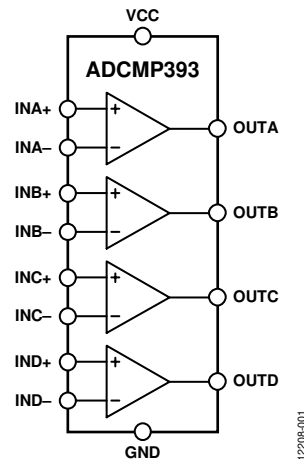 VCC
ADCMP393
INA+
+
OUTA
INA–
–
INB+
+
OUTB
INB–
–
INC+
+
OUTC
INC–
–
IND+
+
OUTD
IND–
–
GND
12208-001